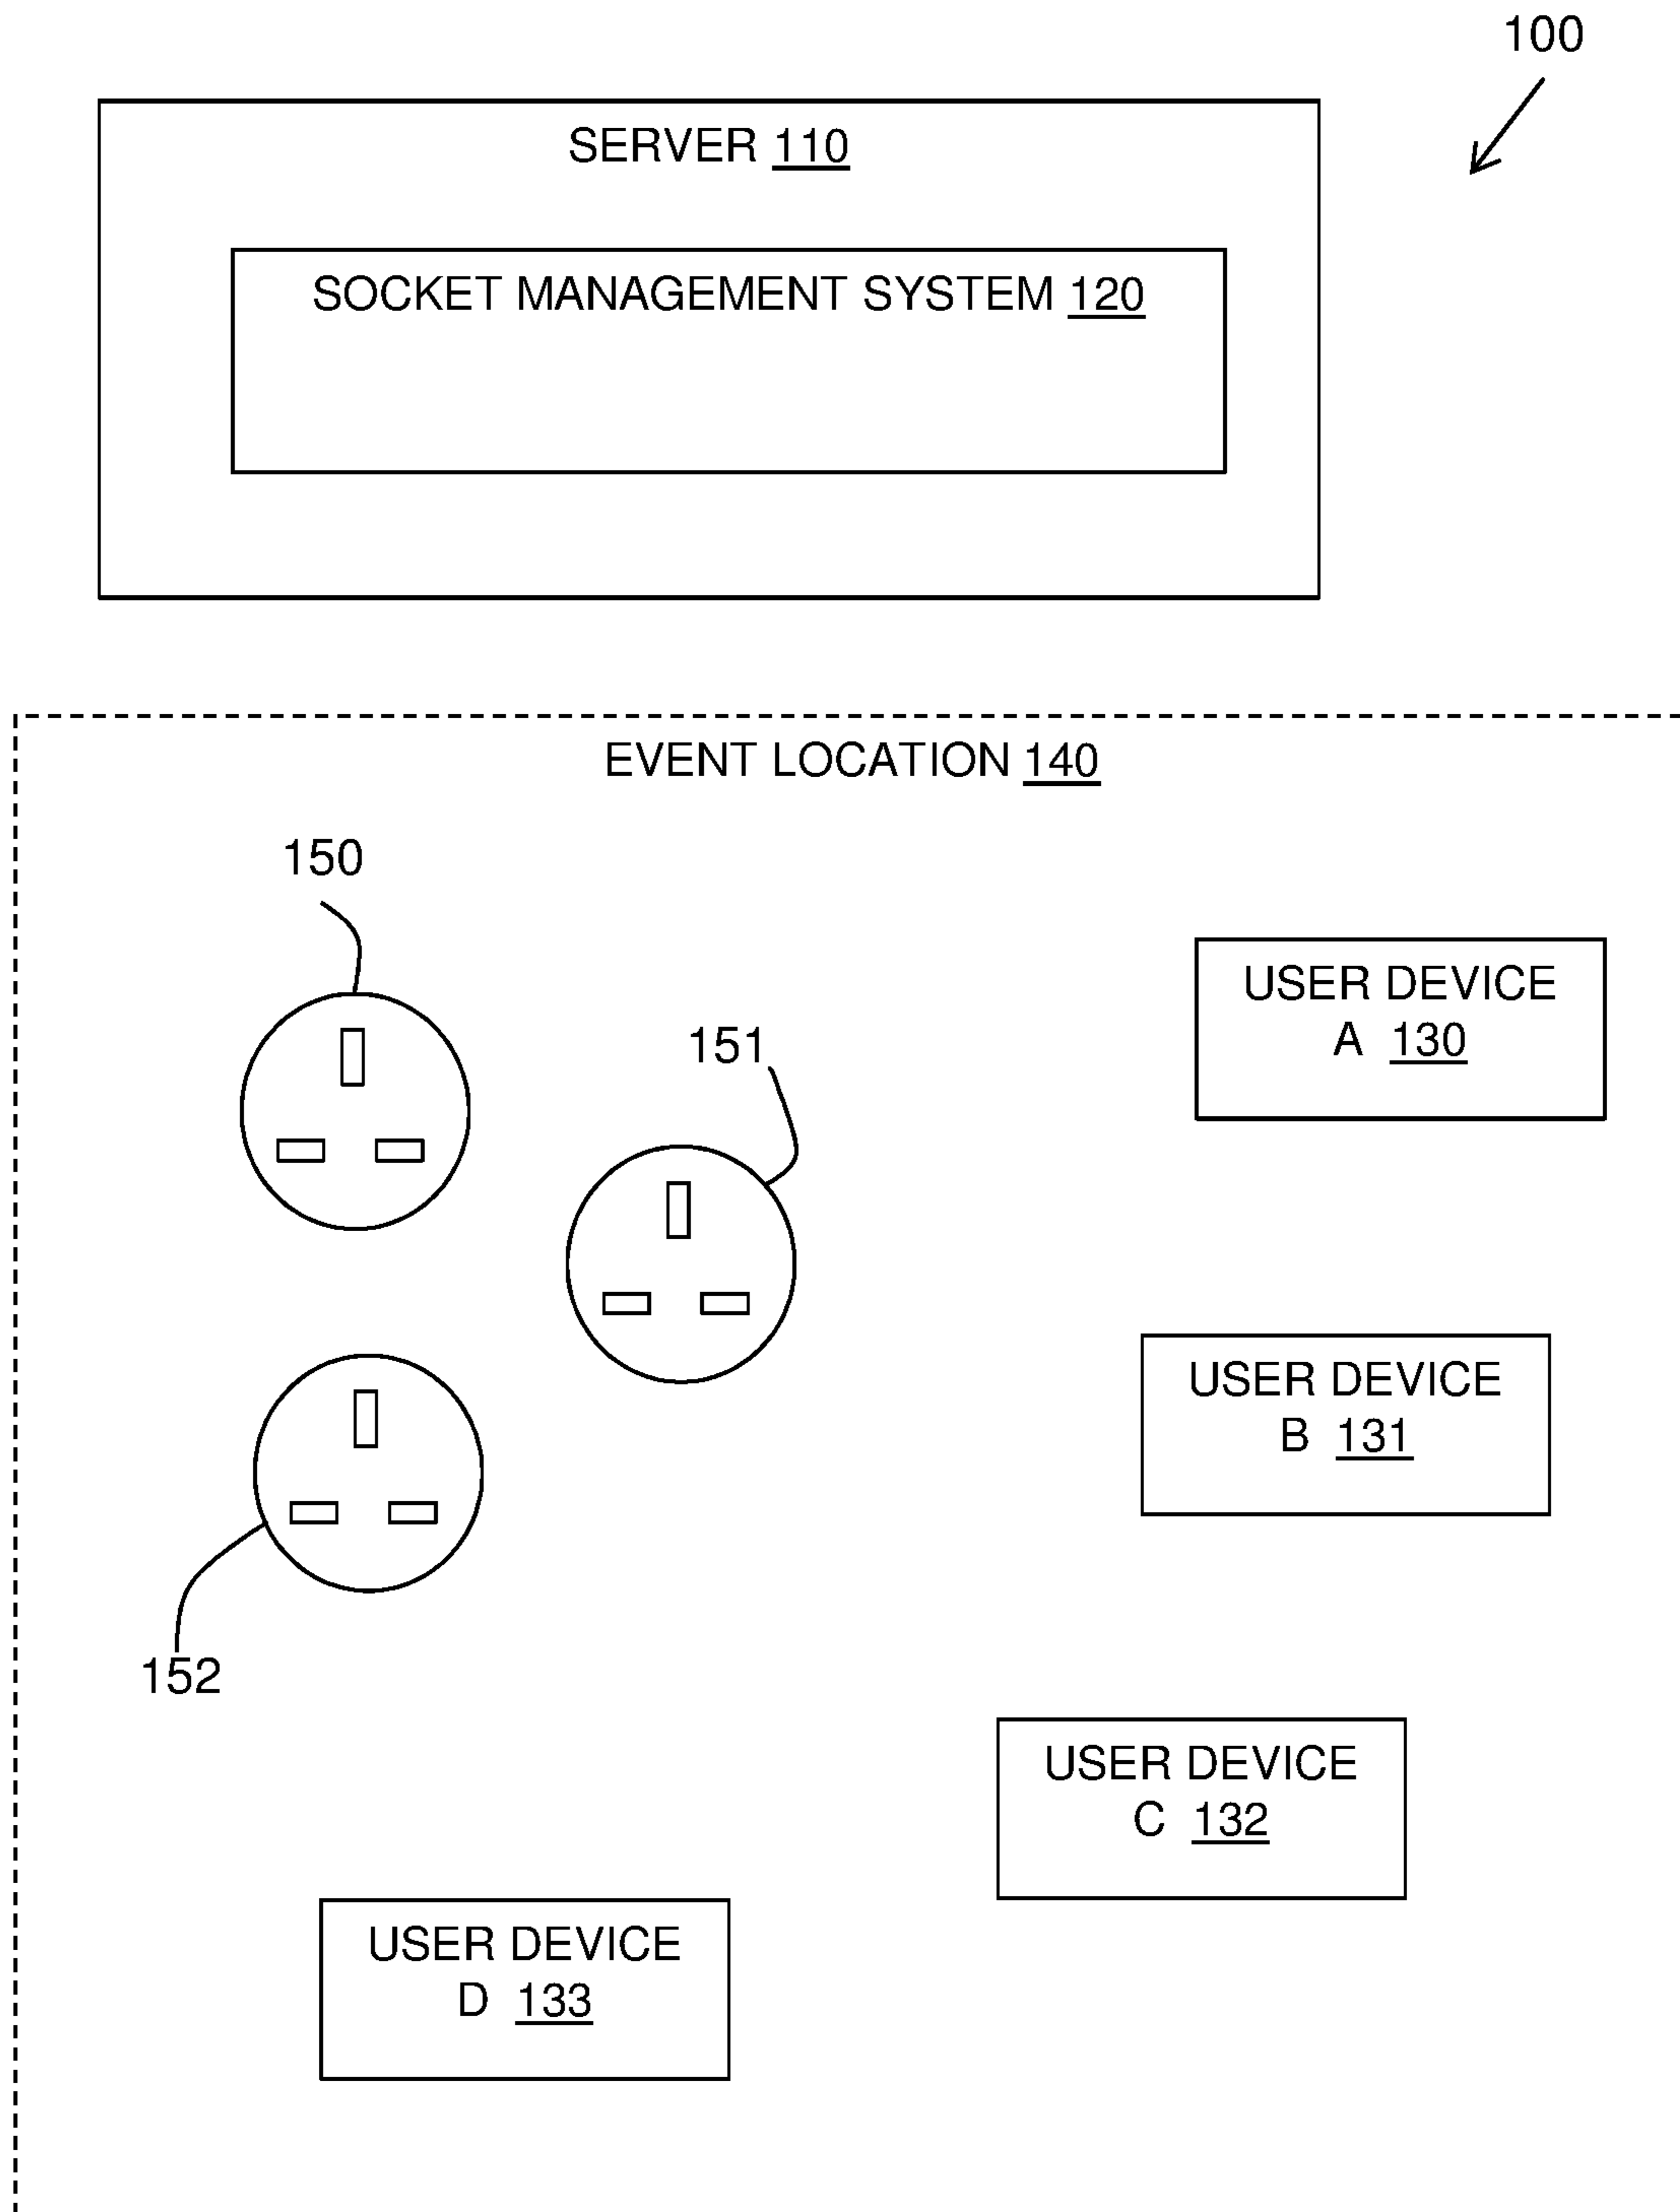 100
SERVER 110
SOCKET MANAGEMENT SYSTEM 120
EVENT LOCATION 140
150
151
USER DEVICE
A 130
USER DEVICE
B 131
152
USER DEVICE
C 132
USER DEVICE
D 133